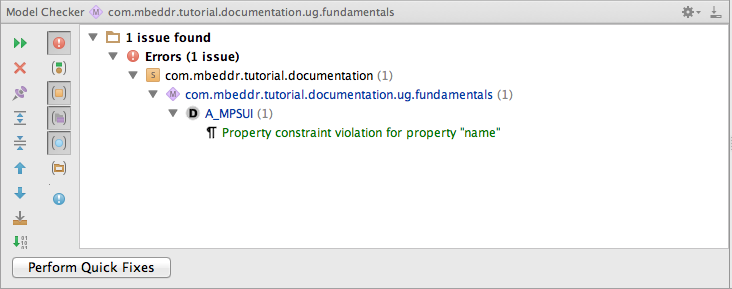 Model Checker M com.mbeddr.tutorial.documentation.ug.fundamentals
1 issue found
Errors (1 issue)
S com.mbeddr.tutorial.documentation (1)
M com.mbeddr.tutorial.documentation.ug.fundamentals (1)
D A_MPSUI (1)
¶ Property constraint violation for property "name"
Perform Quick Fixes